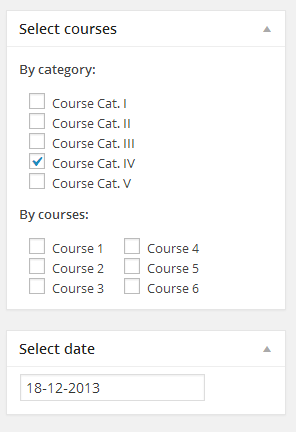 Select courses
By category:
Course Cat. I
Course Cat. II
Course Cat. III
Course Cat. IV
Course Cat. V
By courses:
Course 1 Course 4
Course 2 Course 5
Course 3 Course 6
Select date
18-12-2013